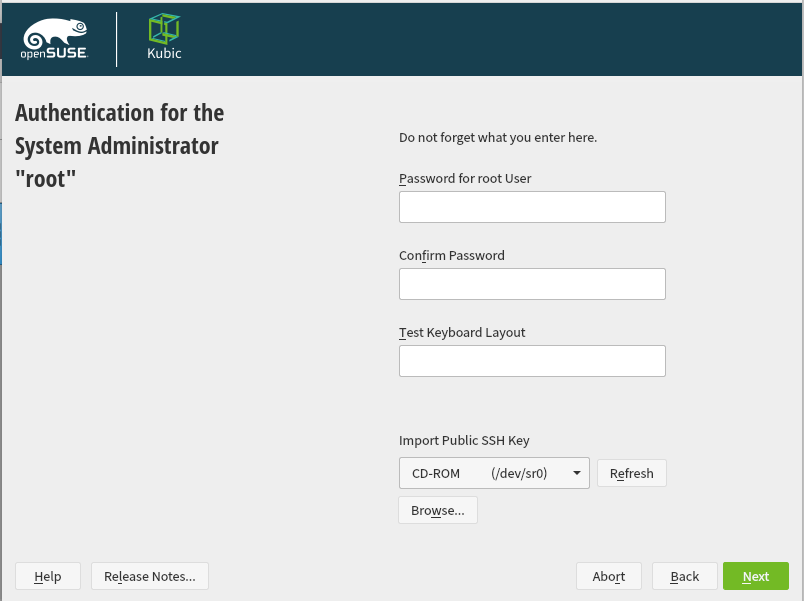 openSUSE
Kubic
Authentication for the
System Administrator
"root"
Do not forget what you enter here.
Password for root User
Confirm Password
Test Keyboard Layout
Import Public SSH Key
CD-ROM (/dev/sr0)
Refresh
Browse...
Help
Release Notes...
Abort
Back
Next